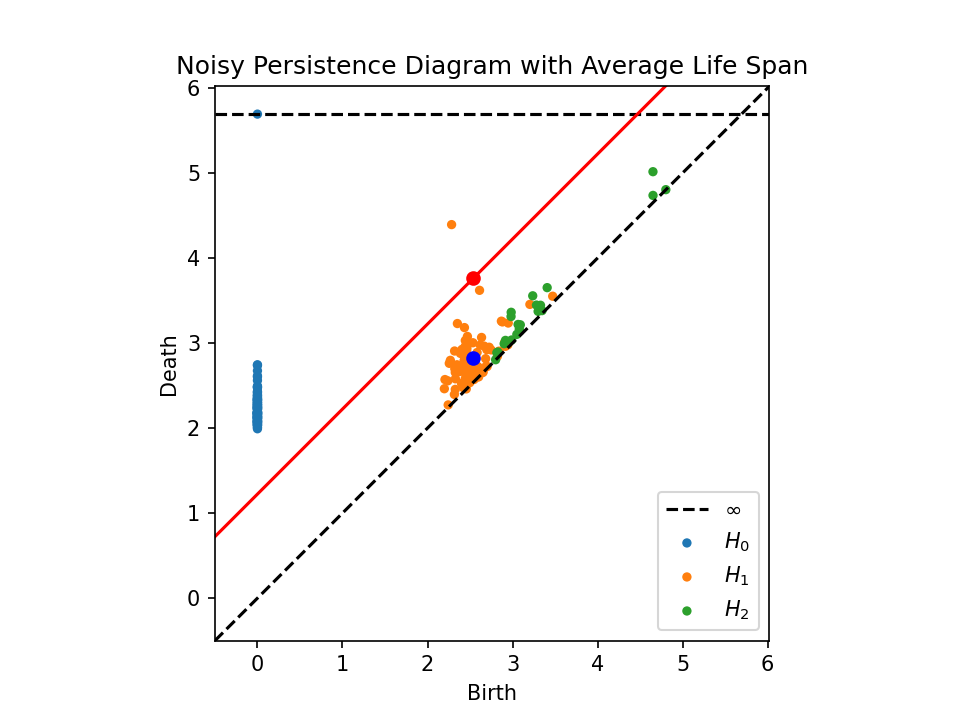 Noisy Persistence Diagram with Average Life Span
6
5
4
3
2
1
0
Death
0 1 2 3 4 5 6
Birth
∞
H₀
H₁
H₂